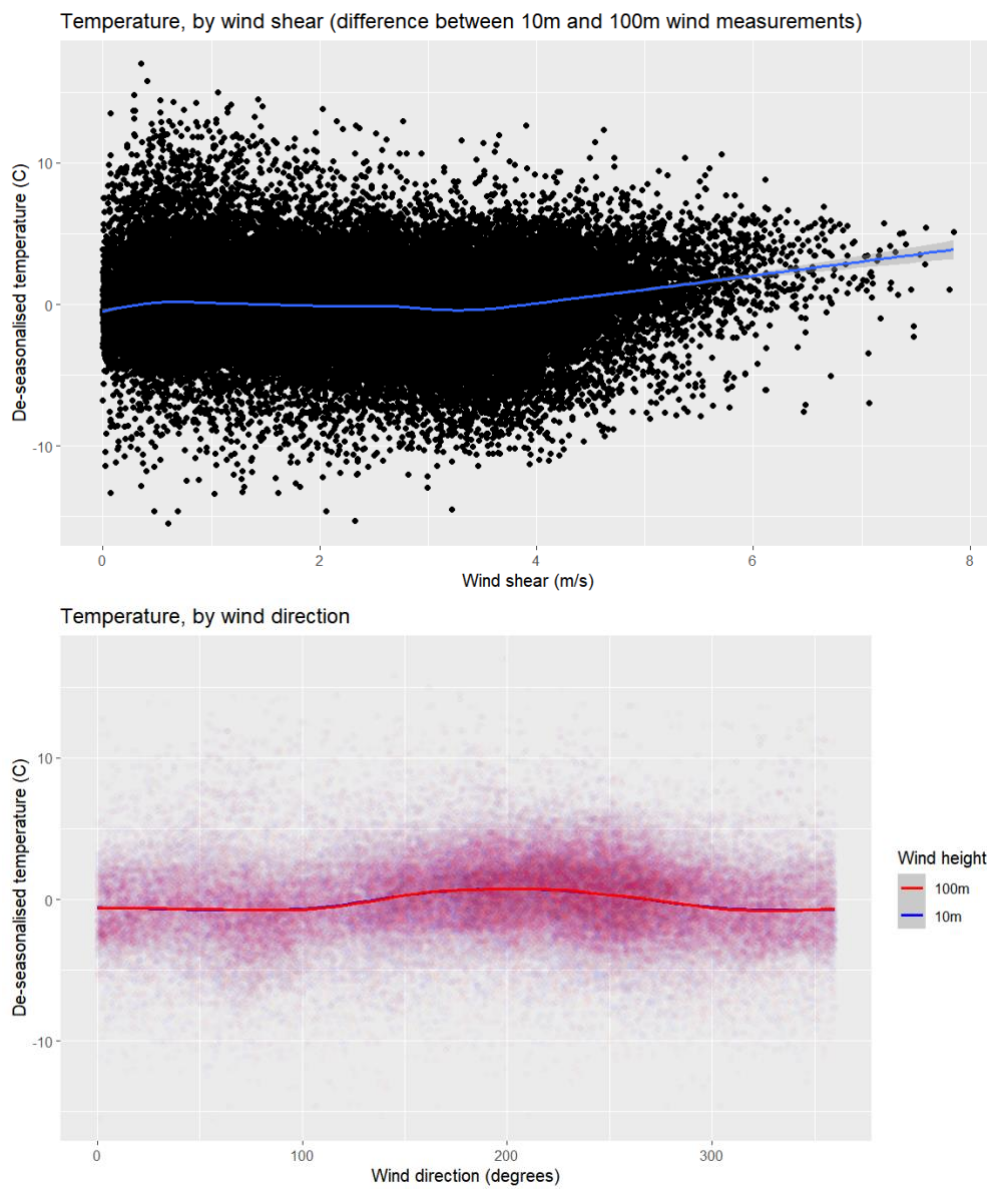 Temperature, by wind shear (difference between 10m and 100m wind measurements)
De-seasonalised temperature (C)
10
0
-10
0 2 4 6 8
Wind shear (m/s)
Temperature, by wind direction
De-seasonalised temperature (C)
10
0
-10
0 100 200 300
Wind direction (degrees)
Wind height
100m
10m